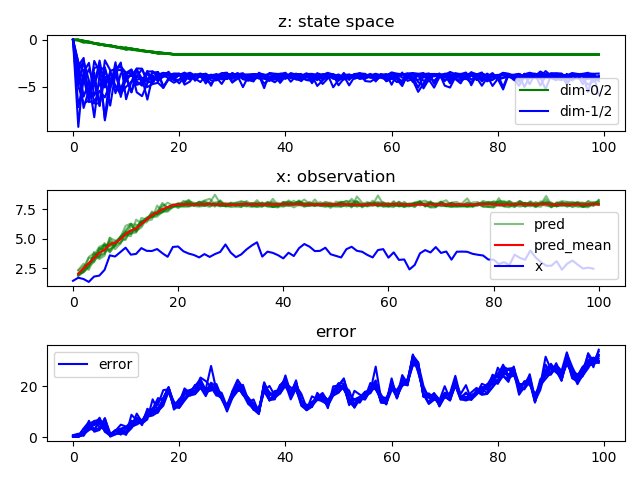 z: state space
0
−5
dim-0/2
dim-1/2
0 20 40 60 80 100
x: observation
7.5
5.0
2.5
pred
pred_mean
x
0 20 40 60 80 100
error
error
20
0
0 20 40 60 80 100